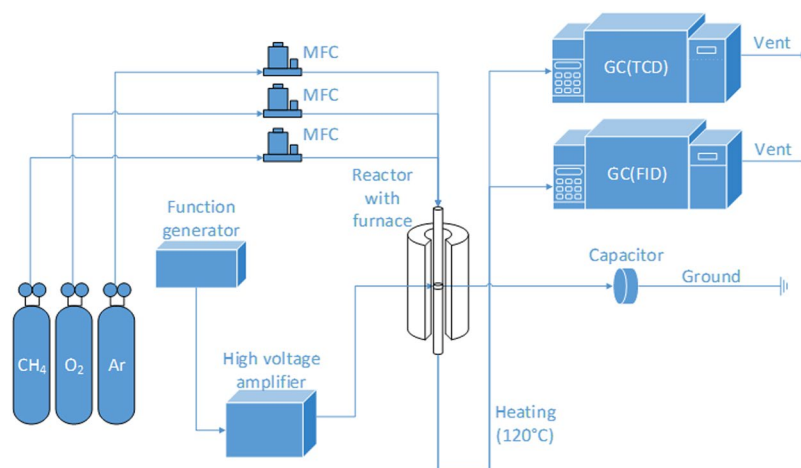 MFC
MFC
MFC
GC(TCD)
Vent
GC(FID)
Vent
Reactor
with
furnace
Function
generator
Capacitor
Ground
CH₄
O₂
Ar
High voltage
amplifier
Heating
(120°C)